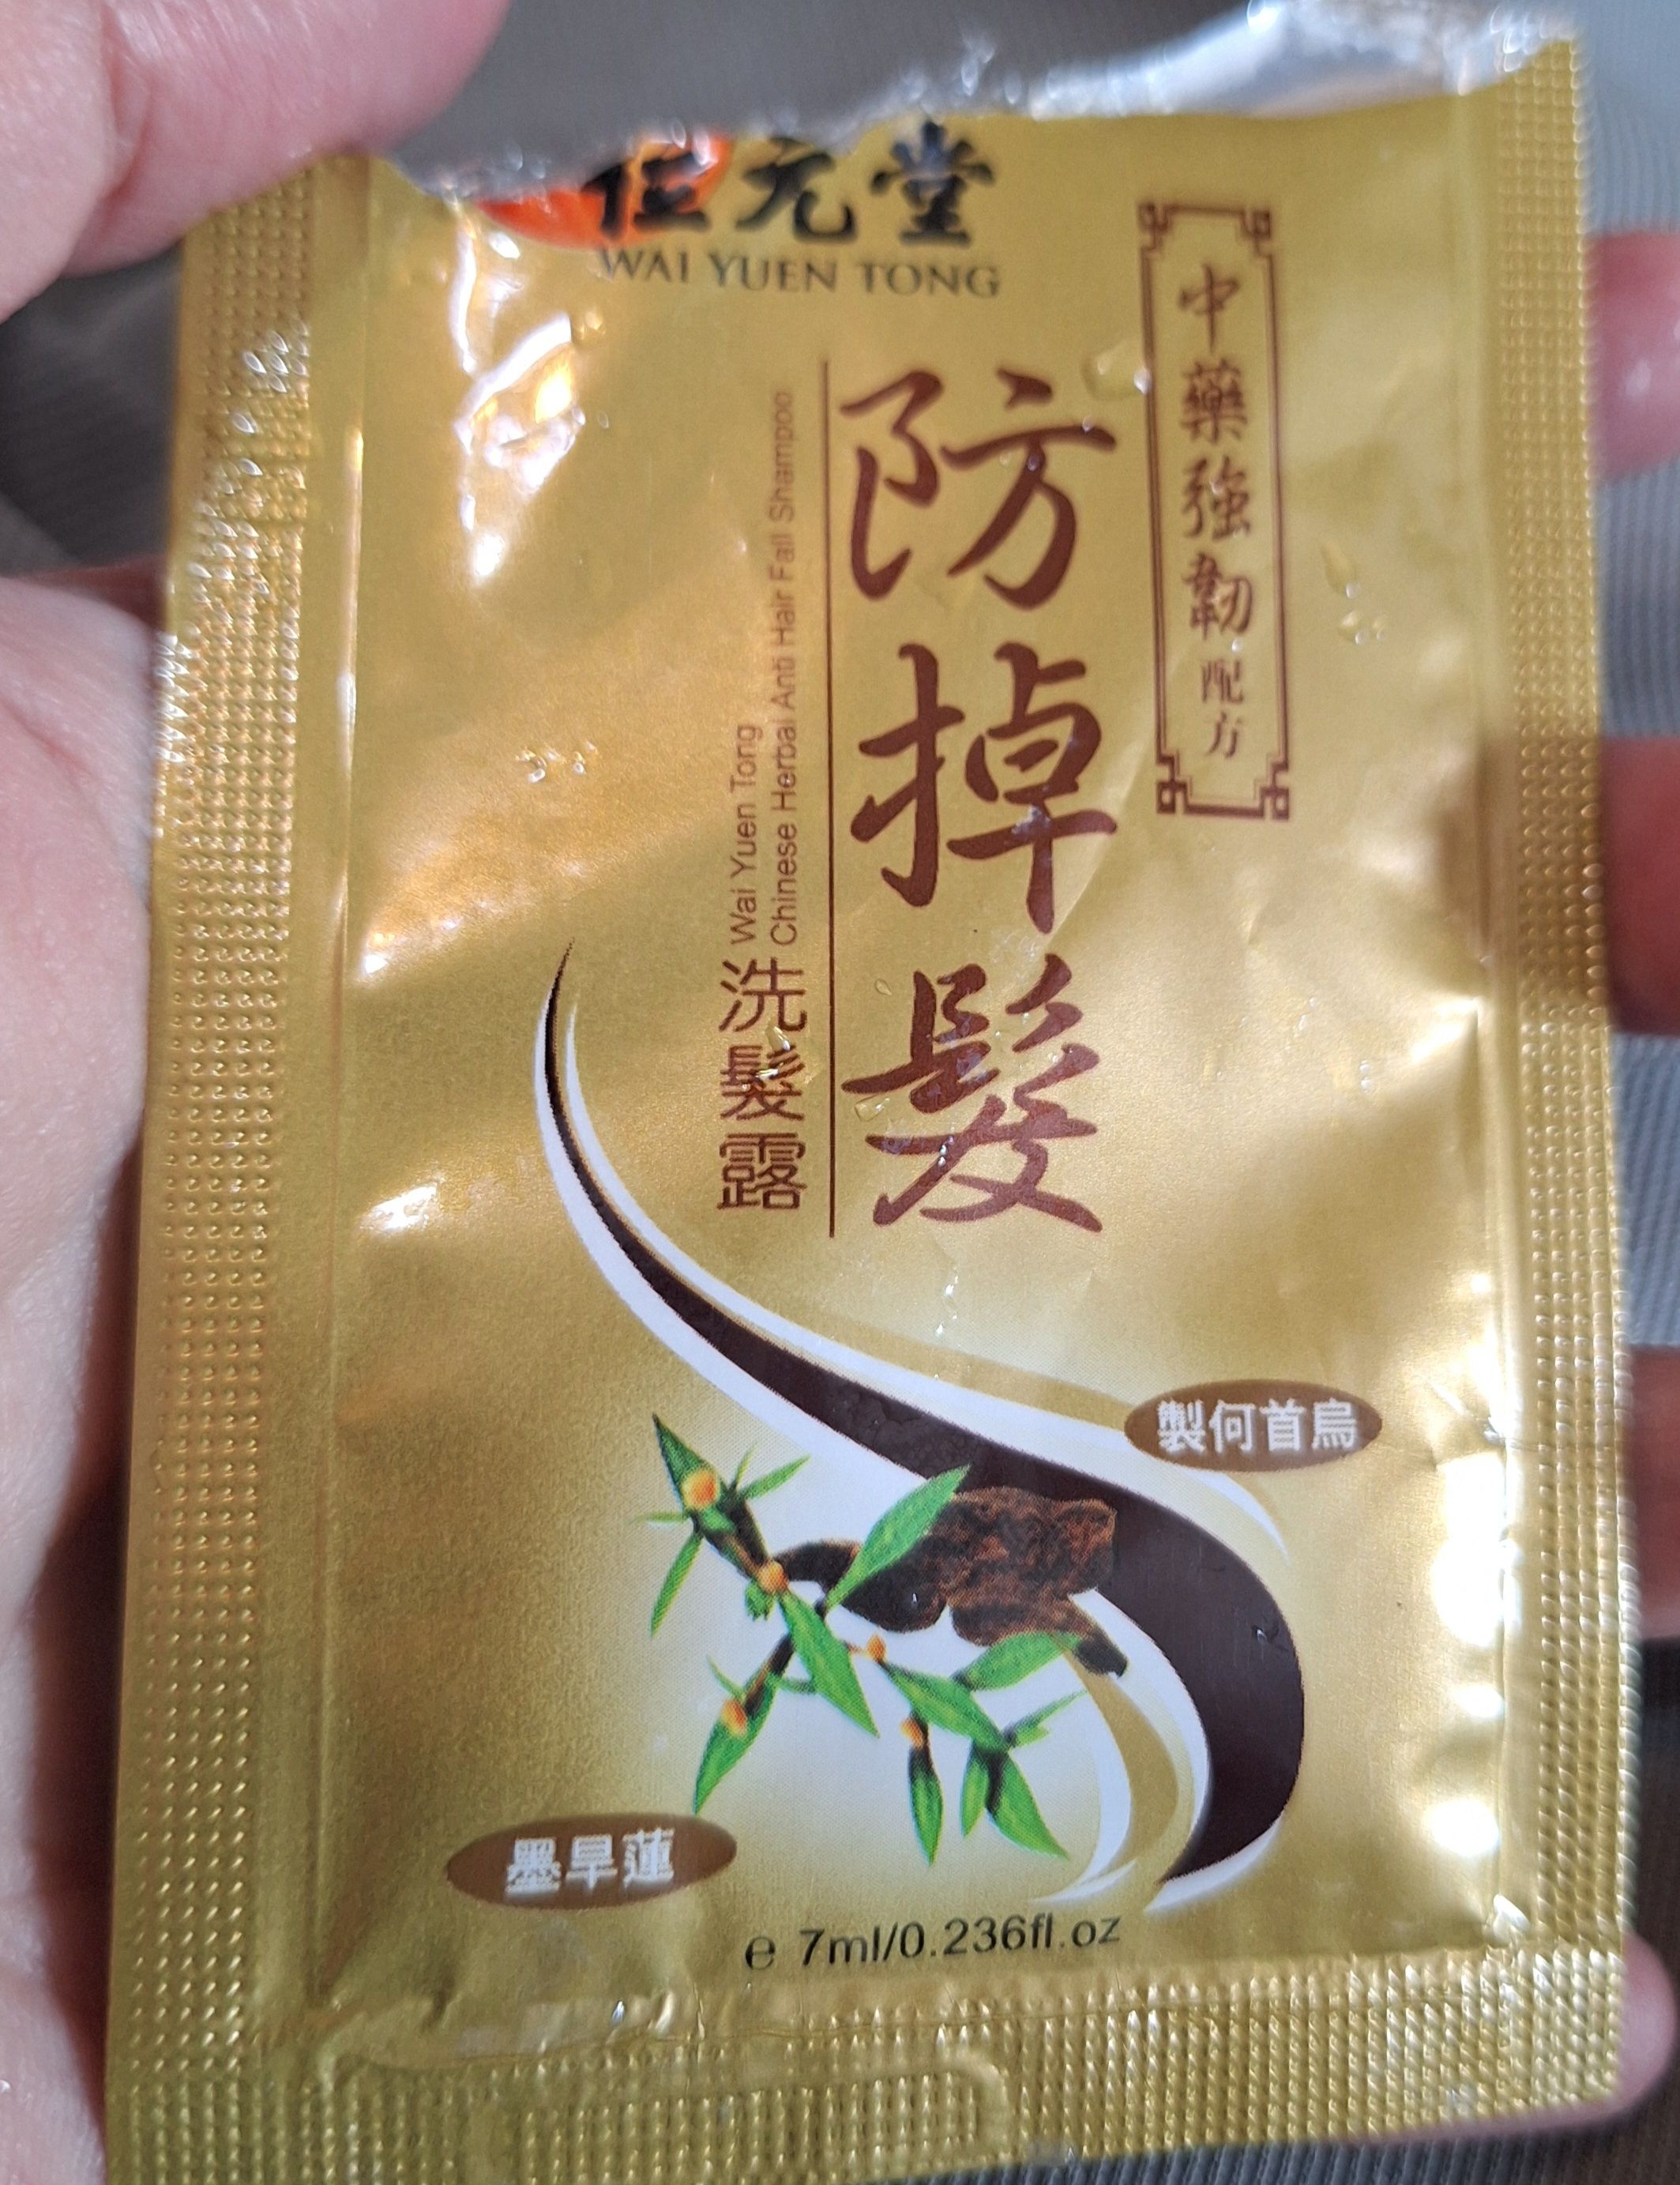 位元堂
WAI YUEN TONG
中藥強韌配方
防掉髮
洗髮露
Wai Yuen Tong
Chinese Herbal Anti Hair Fall Shampoo
製何首烏
墨旱蓮
e 7ml/0.236fl.oz